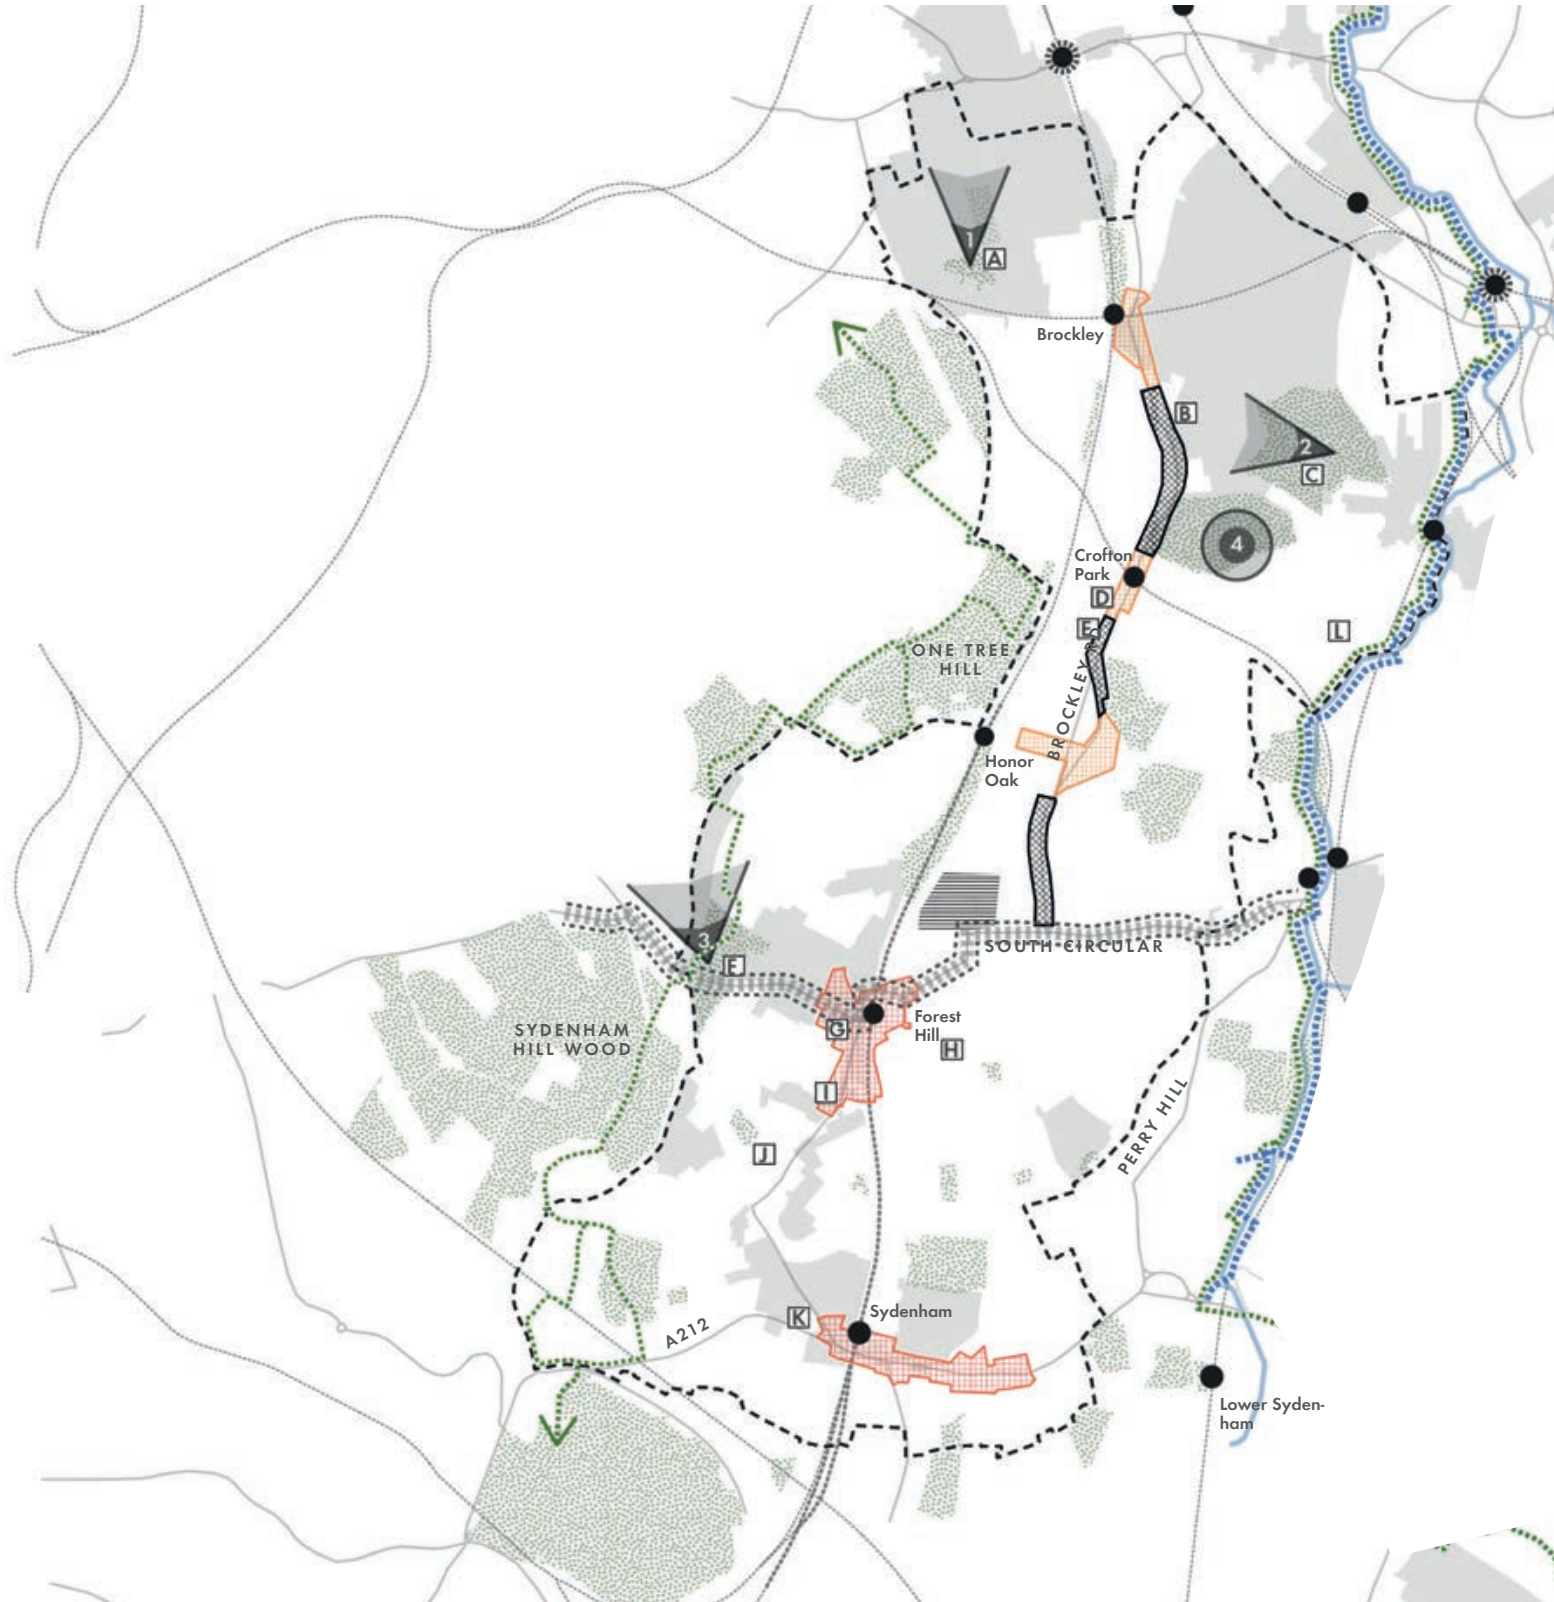 1
A
Brockley
B
2
C
4
Crofton
Park
D
E
L
ONE TREE
HILL
BROCKLEY
Honor
Oak
SOUTH CIRCULAR
3
F
SYDENHAM
HILL WOOD
G
Forest
Hill
H
I
PERRY HILL
J
K
Sydenham
A212
Lower Syden-
ham